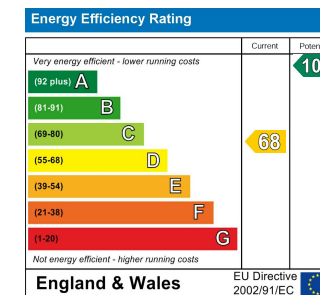 Energy Efficiency Rating
Current
Very energy efficient - lower running costs
(92 plus) A
(81-91) B
(69-80) C
(55-68) D
(39-54) E
(21-38) F
(1-20) G
68
Not energy efficient - higher running costs
England & Wales
EU Directive
2002/91/EC